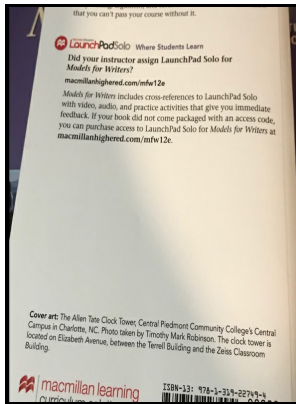 that you can't pass your course without it.
LaunchPadSolo Where Students Learn
Did your instructor assign LaunchPad Solo for
Models for Writers?
macmillanhighered.com/mfw12e
Models for Writers includes cross-references to LaunchPad Solo
with video, audio, and practice activities that give you immediate
feedback. If your book did not come packaged with an access code,
you can purchase access to LaunchPad Solo for Models for Writers at
macmillanhighered.com/mfw12e.
Cover art: The Allen Tate Clock Tower, Central Piedmont Community College's Central
Campus in Charlotte, NC. Photo taken by Timothy Mark Robinson. The clock tower is
located on Elizabeth Avenue, between the Terrell Building and the Zeiss Classroom
Building.
macmillan learning
ISBN-13: 978-1-319-22749-4